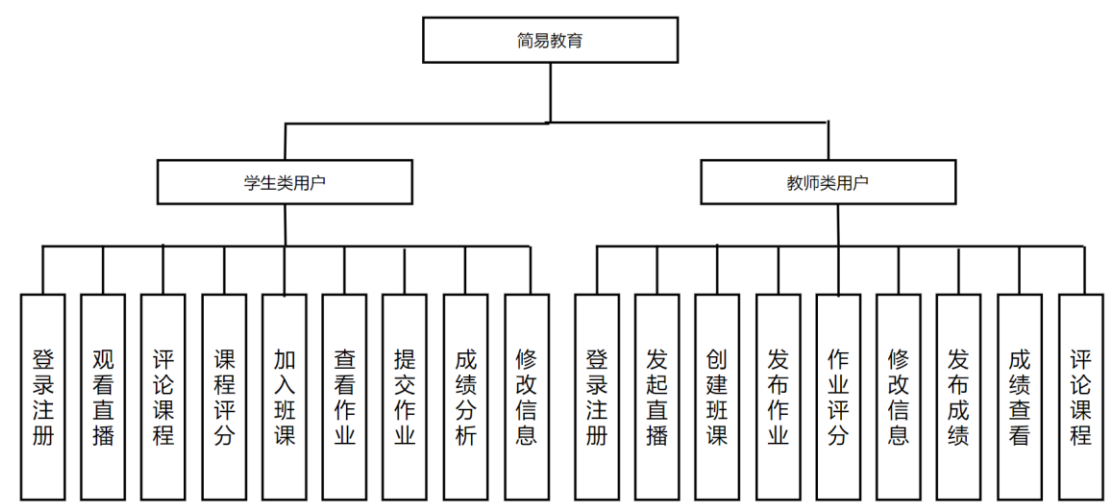 简易教育
学生类用户
教师类用户
登录注册
观看直播
评论课程
课程评分
加入班课
查看作业
提交作业
成绩分析
修改信息
登录注册
发起直播
创建班课
发布作业
作业评分
修改信息
发布成绩
成绩查看
评论课程